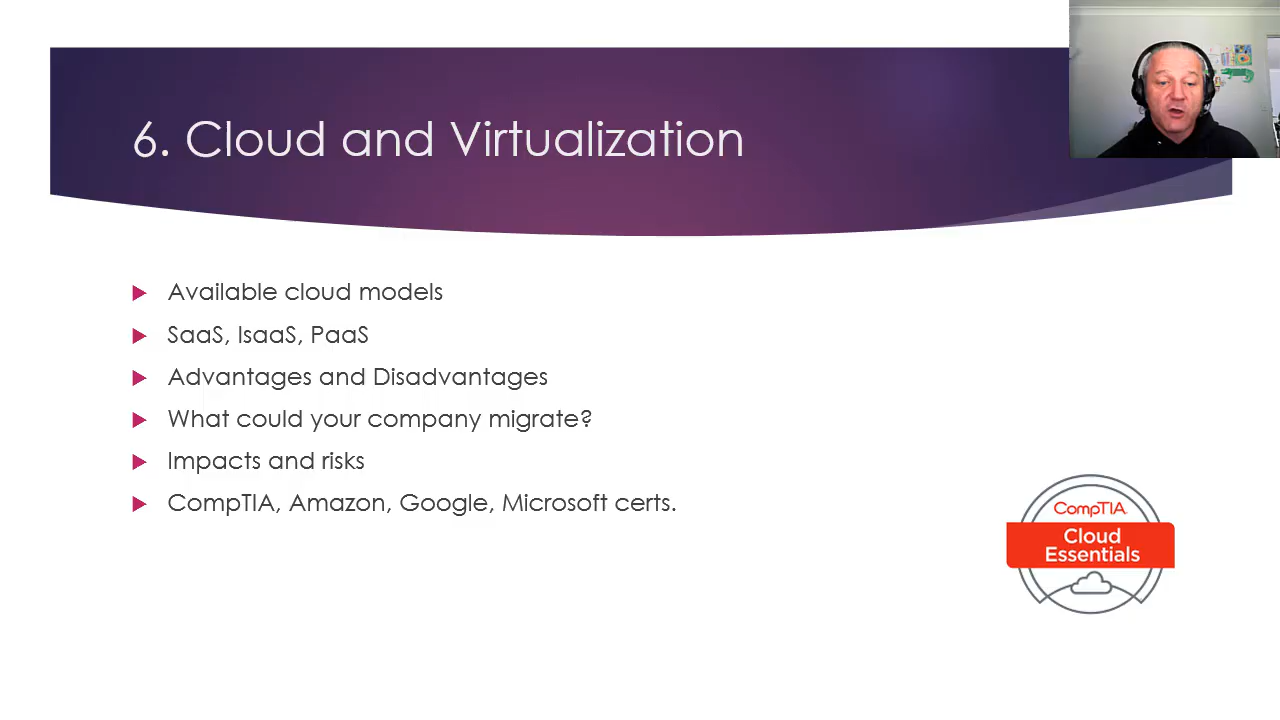 6. Cloud and Virtualization
Available cloud models
SaaS, IsaaS, PaaS
Advantages and Disadvantages
What could your company migrate?
Impacts and risks
CompTIA, Amazon, Google, Microsoft certs.
CompTIA.
Cloud
Essentials